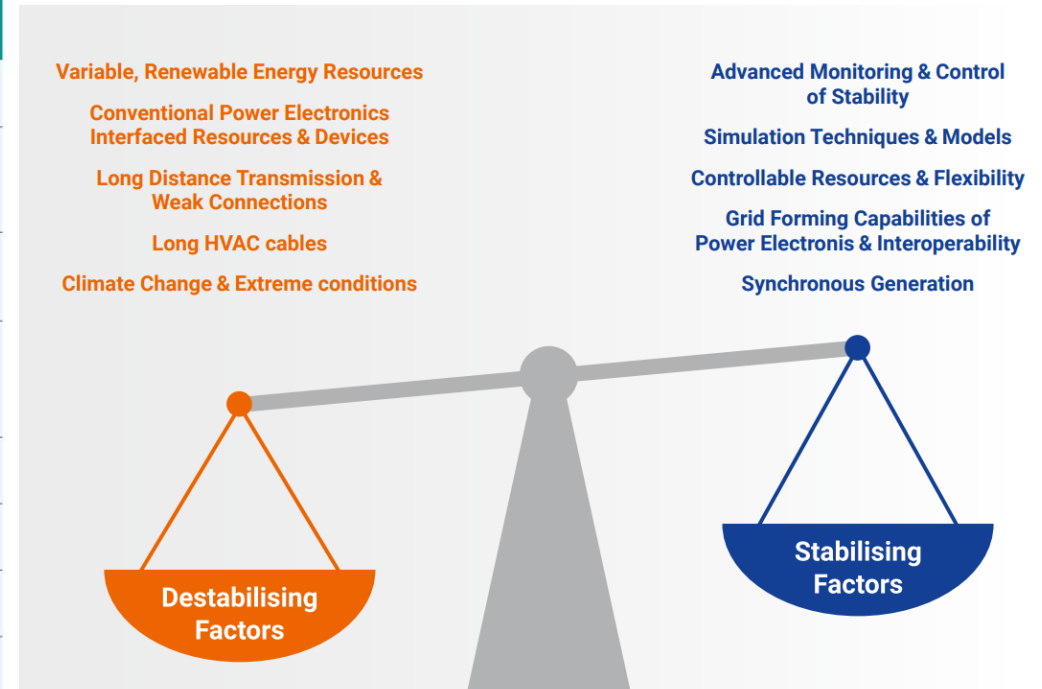 Variable, Renewable Energy Resources
Conventional Power Electronics
Interfaced Resources & Devices
Long Distance Transmission &
Weak Connections
Long HVAC cables
Climate Change & Extreme conditions
Advanced Monitoring & Control
of Stability
Simulation Techniques & Models
Controllable Resources & Flexibility
Grid Forming Capabilities of
Power Electronis & Interoperability
Synchronous Generation
Destabilising
Factors
Stabilising
Factors